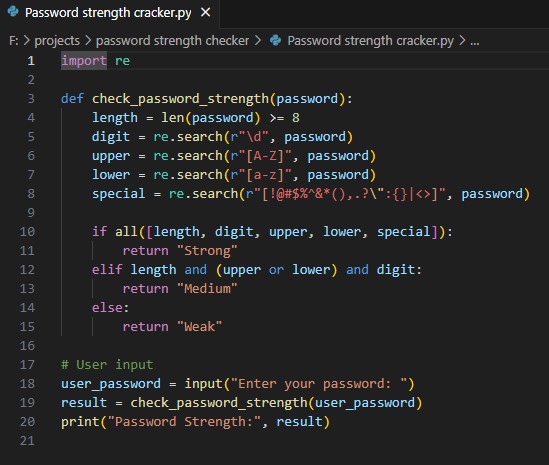 Password strength cracker.py ×
F: > projects > password strength checker > Password strength cracker.py > ...
1 import re
2
3 def check_password_strength(password):
4     length = len(password) >= 8
5     digit = re.search(r"\d", password)
6     upper = re.search(r"[A-Z]", password)
7     lower = re.search(r"[a-z]", password)
8     special = re.search(r"[!@#$%^&*(),.?\":{}|<>]", password)
9
10     if all([length, digit, upper, lower, special]):
11         return "Strong"
12     elif length and (upper or lower) and digit:
13         return "Medium"
14     else:
15         return "Weak"
16
17 # User input
18 user_password = input("Enter your password: ")
19 result = check_password_strength(user_password)
20 print("Password Strength:", result)
21